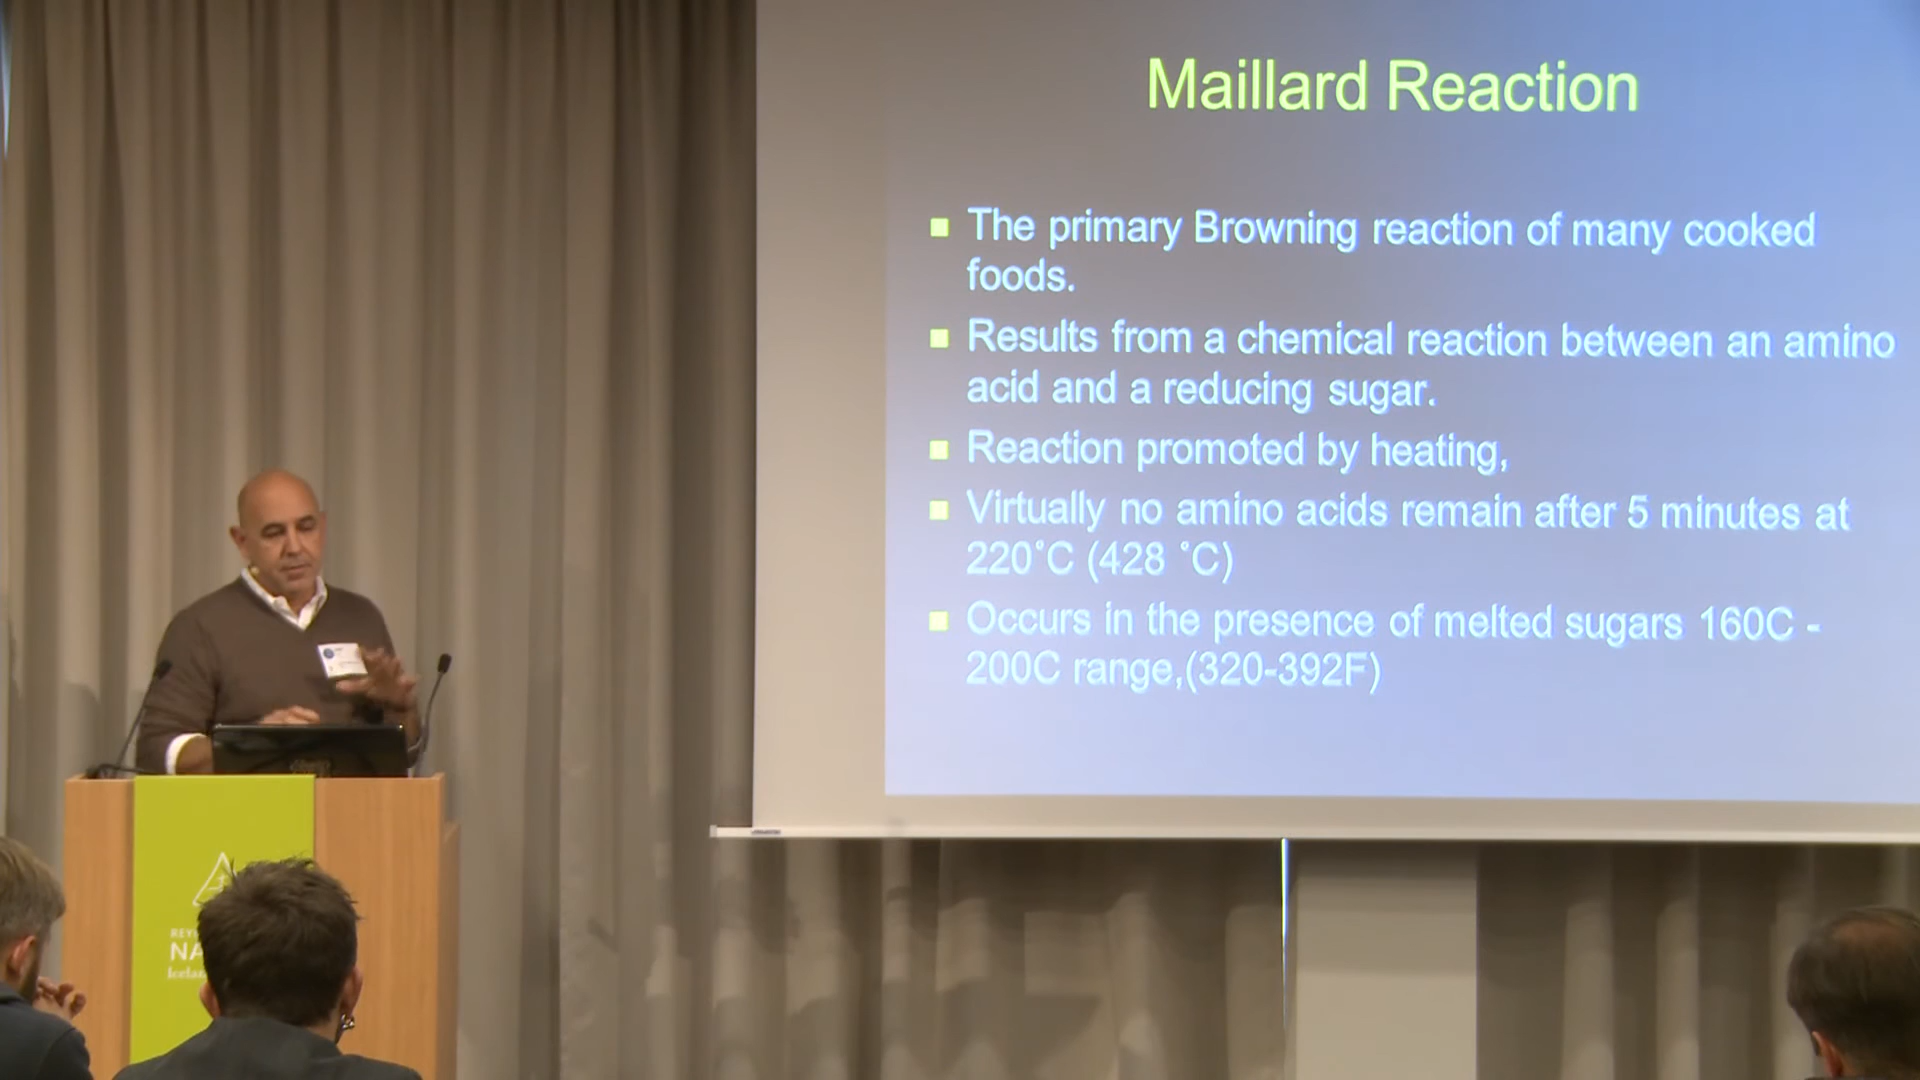 Maillard Reaction
The primary Browning reaction of many cooked
foods.
Results from a chemical reaction between an amino
acid and a reducing sugar.
Reaction promoted by heating,
Virtually no amino acids remain after 5 minutes at
220˚C (428 ˚C)
Occurs in the presence of melted sugars 160C -
200C range,(320-392F)